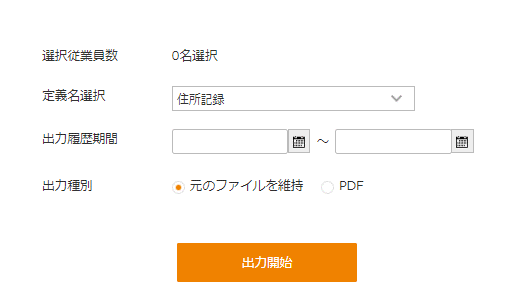 選択従業員数 0名選択
定義名選択 住所記録
出力履歴期間 ～
出力種別 元のファイルを維持 PDF
出力開始